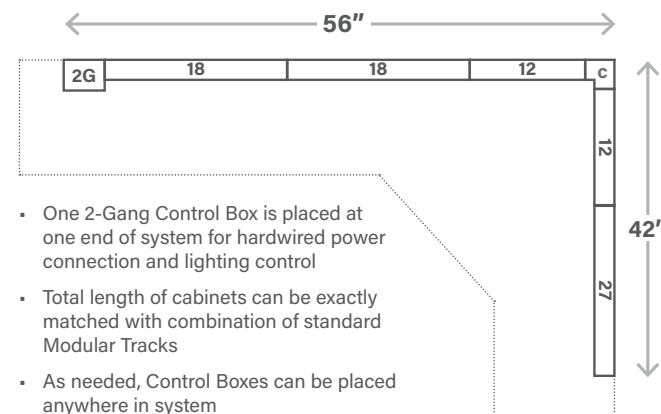 56"
2G
18
18
12
C
12
42'
27
▪ One 2-Gang Control Box is placed at
one end of system for hardwired power
connection and lighting control
▪ Total length of cabinets can be exactly
matched with combination of standard
Modular Tracks
▪ As needed, Control Boxes can be placed
anywhere in system